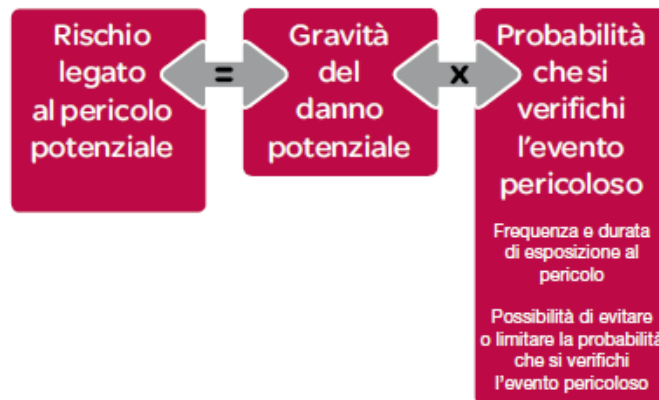 Rischio
legato
al pericolo
potenziale
=
Gravità
del
danno
potenziale
x
Probabilità
che si
verifichi
l'evento
pericoloso
Frequenza e durata
di esposizione al
pericolo
Possibilità di evitare
o limitare la probabilità
che si verifichi
l'evento pericoloso